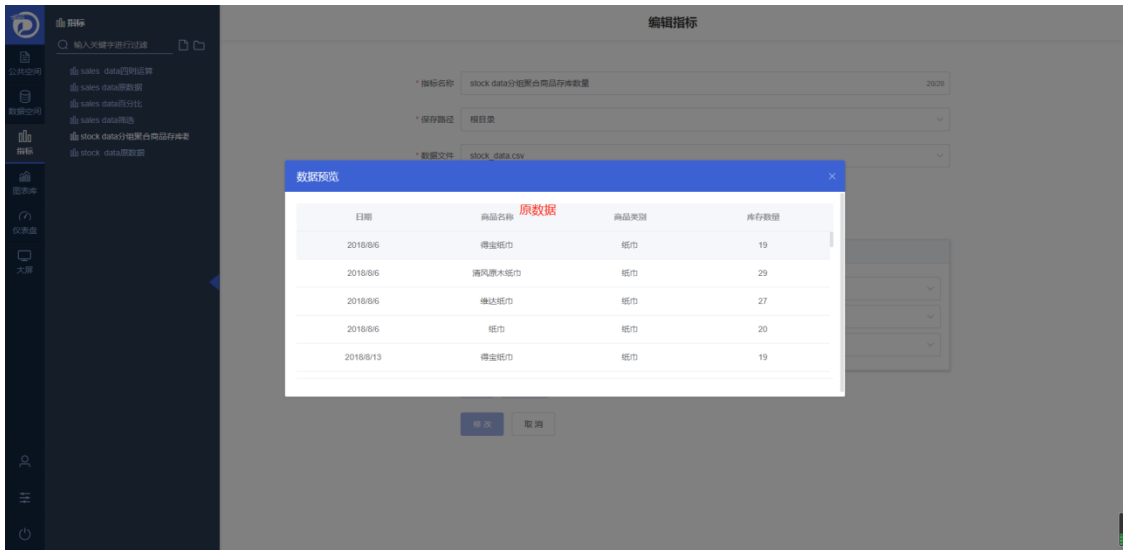 指标
编辑指标
输入关键字进行过滤
公共空间
数据空间
指标
图表库
仪表盘
大屏
sales data四则运算
sales data原数据
sales data百分比
sales data筛选
stock data分组聚合商品存库数
stock data原数据
* 指标名称 stock data分组聚合商品存库数量 20/20
* 保存路径 根目录
* 数据文件 stock_data.csv
数据预览
原数据
日期 商品名称 商品类别 库存数量
2018/8/6 得宝纸巾 纸巾 19
2018/8/6 清风原木纸巾 纸巾 29
2018/8/6 维达纸巾 纸巾 27
2018/8/6 纸巾 纸巾 20
2018/8/13 得宝纸巾 纸巾 19
修改 取消